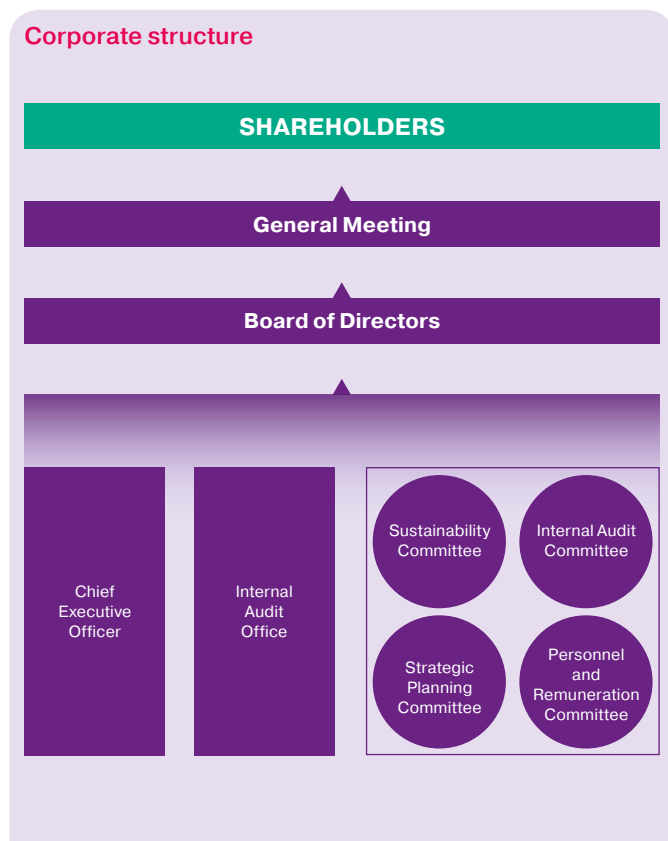 Corporate structure
SHAREHOLDERS
General Meeting
Board of Directors
Chief
Executive
Officer
Internal
Audit
Office
Sustainability
Committee
Internal Audit
Committee
Strategic
Planning
Committee
Personnel
and
Remuneration
Committee